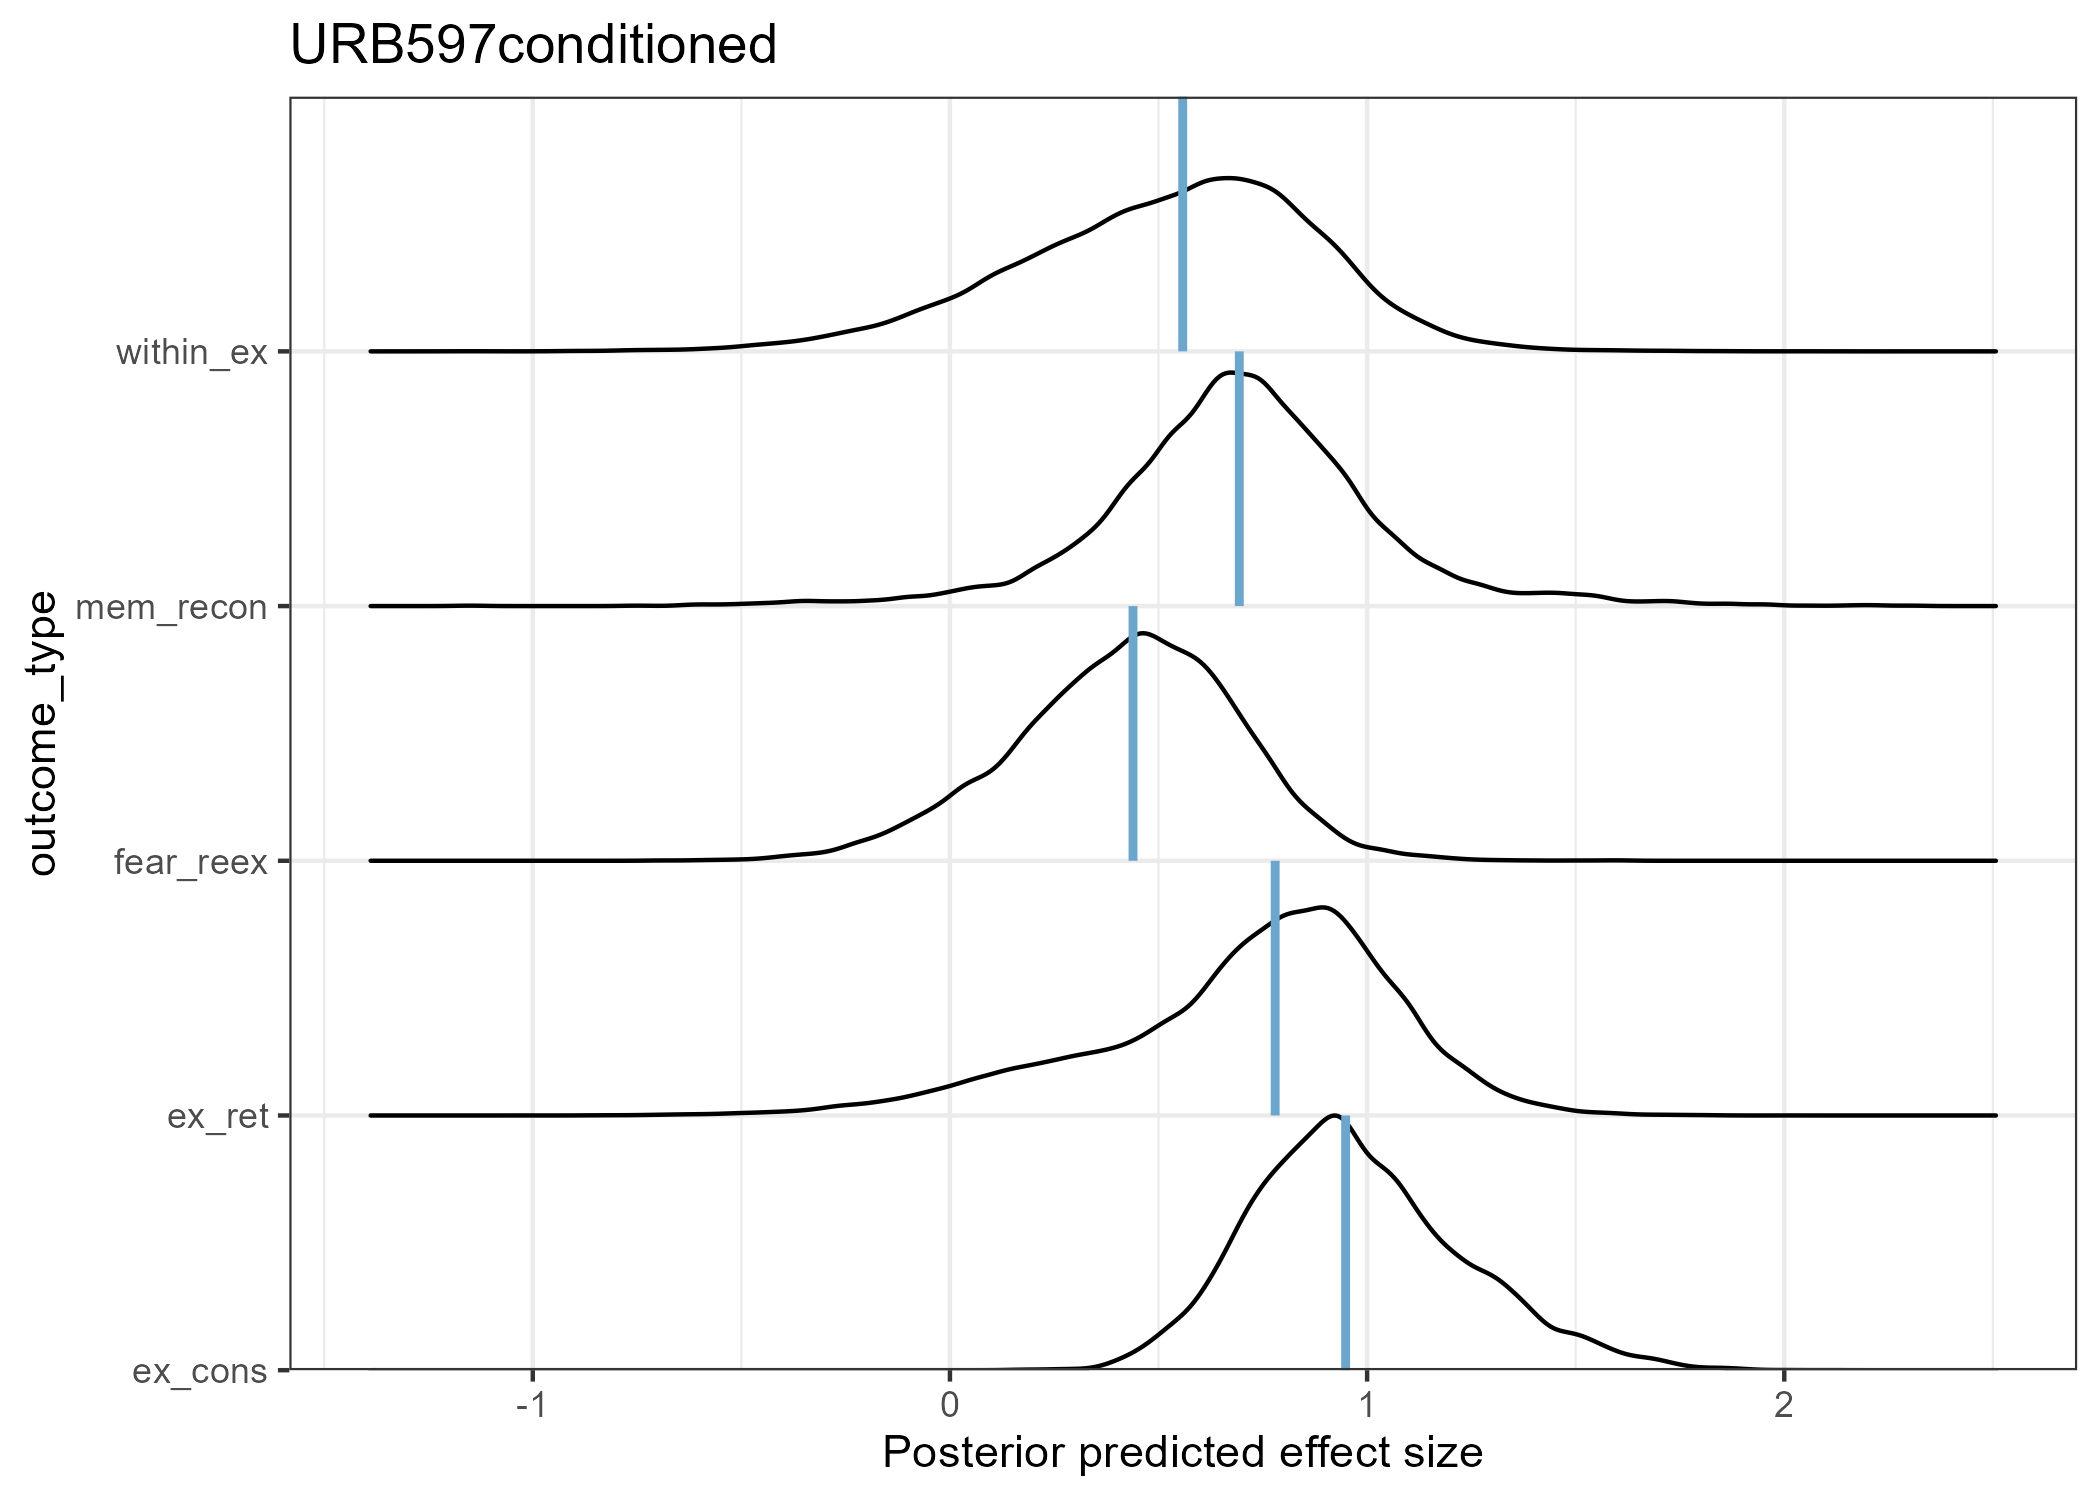 URB597conditioned
outcome_type
within_ex
mem_recon
fear_reex
ex_ret
ex_cons
-1 0 1 2
Posterior predicted effect size